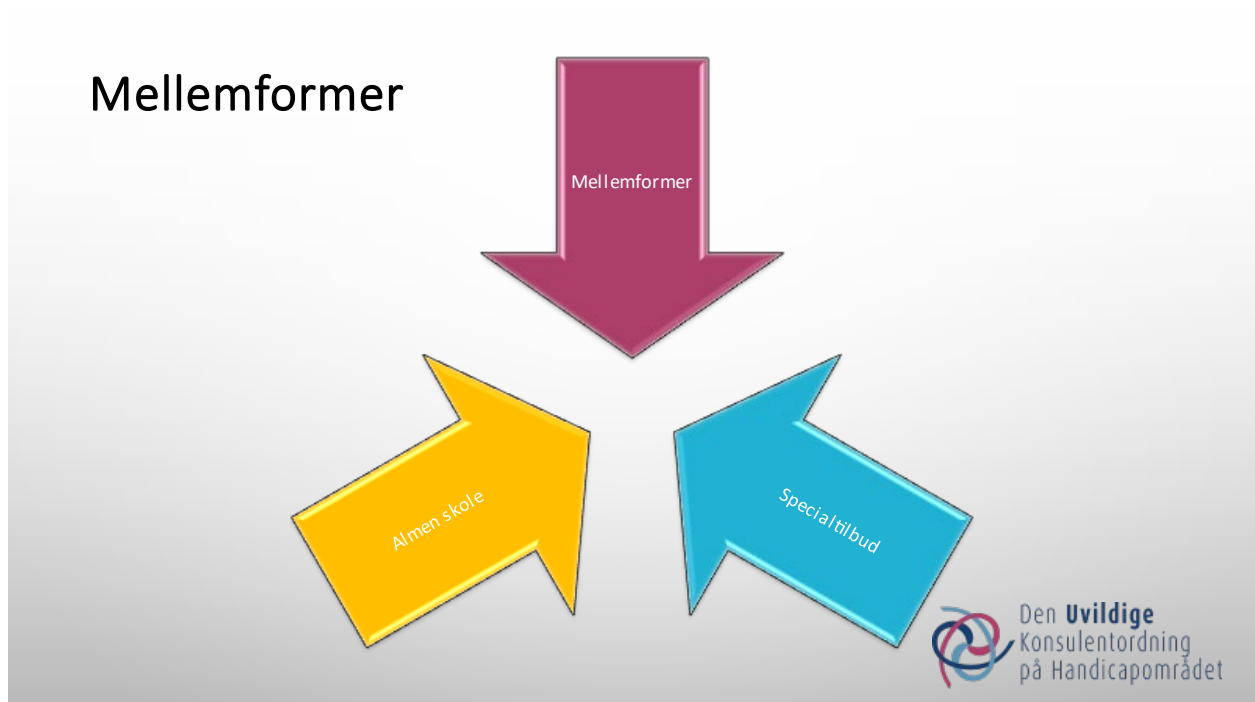 Mellemformer
Mellemformer
Almen skole
Specialtilbud
Den Uvildige
Konsulentordning
på Handicapområdet